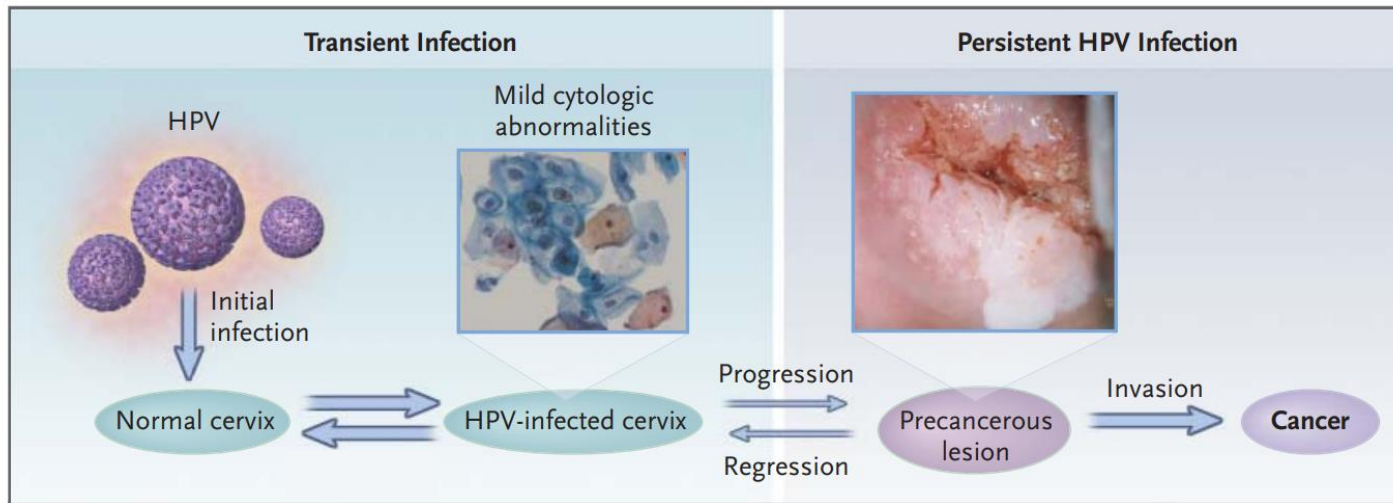 Transient Infection
Persistent HPV Infection
HPV
Mild cytologic
abnormalities
Initial
infection
Normal cervix
HPV-infected cervix
Progression
Regression
Precancerous
lesion
Invasion
Cancer